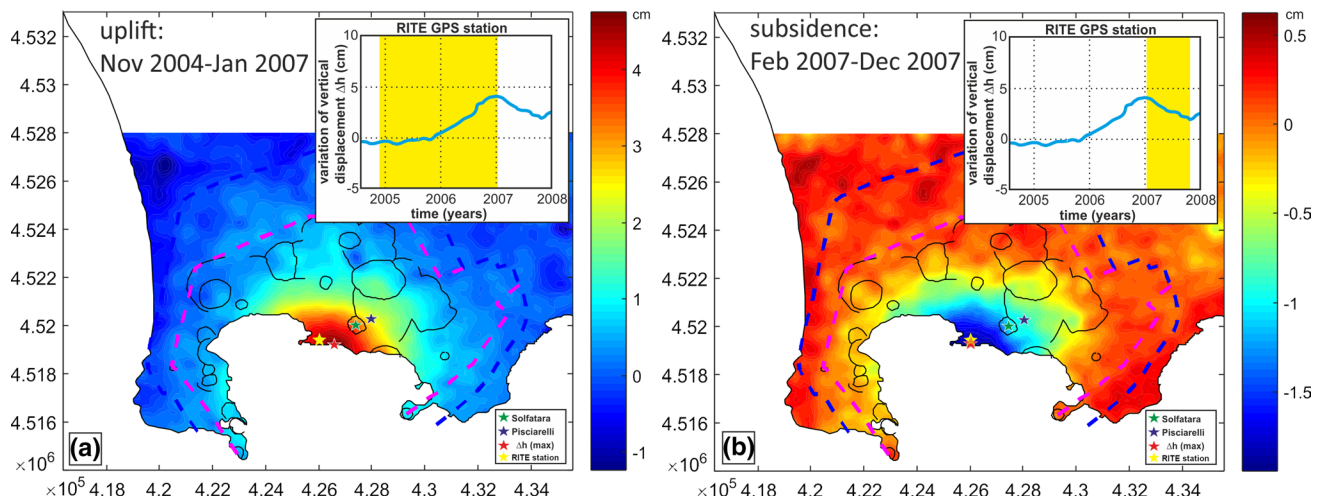 uplift:
Nov 2004-Jan 2007
RITE GPS station
variation of vertical
displacement Δh (cm)
10
5
0
-5
2005
2006
2007
2008
time (years)
4.532
4.53
4.528
4.526
4.524
4.522
4.52
4.518
4.516
×10⁶
×10⁵
4.18
4.2
4.22
4.24
4.26
4.28
4.3
4.32
4.34
(a)
Solfatara
Pisciarelli
Δh (max)
RITE station
cm
4
3
2
1
0
-1
subsidence:
Feb 2007-Dec 2007
RITE GPS station
variation of vertical
displacement Δh (cm)
10
5
0
-5
2005
2006
2007
2008
time (years)
4.532
4.53
4.528
4.526
4.524
4.522
4.52
4.518
4.516
×10⁶
×10⁵
4.18
4.2
4.22
4.24
4.26
4.28
4.3
4.32
4.34
(b)
Solfatara
Pisciarelli
Δh (max)
RITE station
cm
0.5
0
-0.5
-1
-1.5